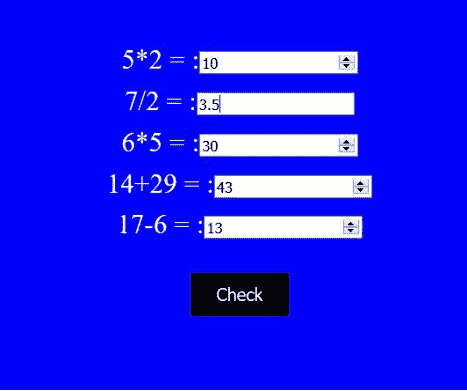 5*2 = :10
7/2 = :3.5
6*5 = :30
14+29 = :43
17-6 = :13
Check